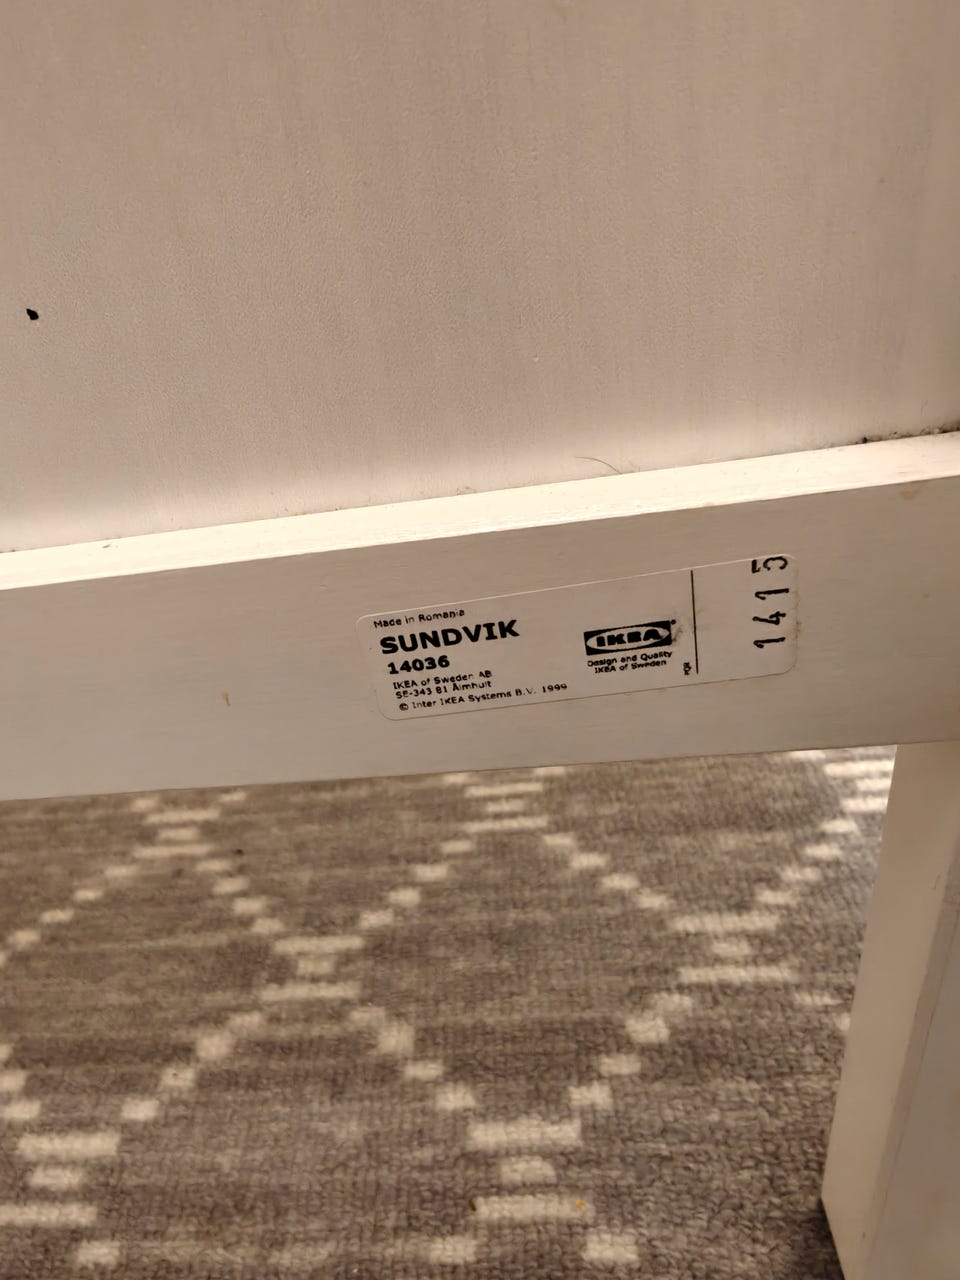 Made in Romania
SUNDVIK
14036
IKEA of Sweden AB
SE-343 81 Älmhult
© Inter IKEA Systems B.V. 1999
IKEA®
Design and Quality
IKEA of Sweden
1415